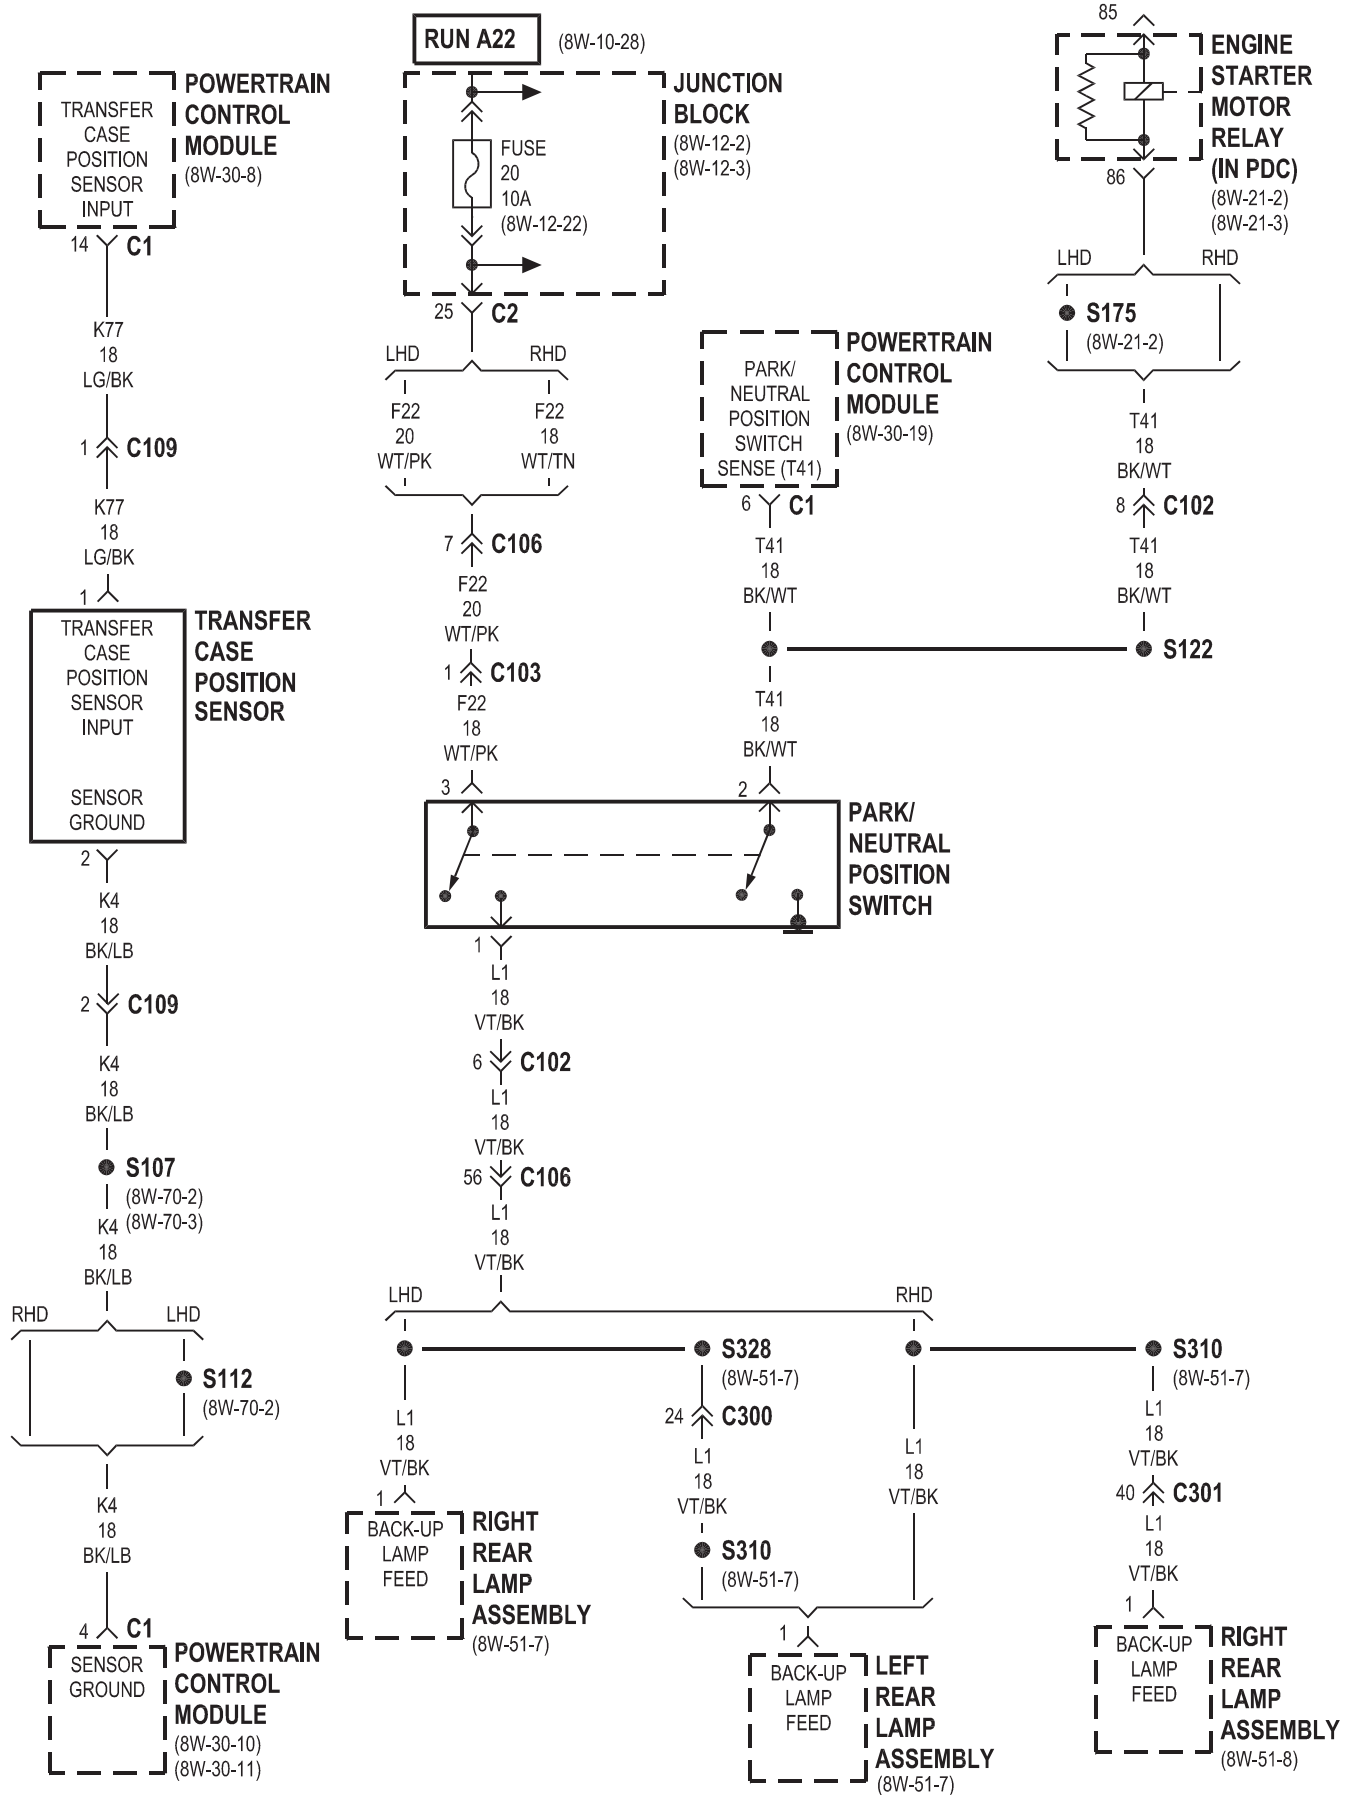 RUN A22
(8W-10-28)
JUNCTION
BLOCK
(8W-12-2)
(8W-12-3)
FUSE
20
10A
(8W-12-22)
25
C2
LHD
RHD
F22
20
WT/PK
F22
18
WT/TN
7
C106
F22
20
WT/PK
1
C103
F22
18
WT/PK
3
POWERTRAIN
CONTROL
MODULE
(8W-30-8)
TRANSFER
CASE
POSITION
SENSOR
INPUT
14
C1
K77
18
LG/BK
1
C109
K77
18
LG/BK
1
TRANSFER
CASE
POSITION
SENSOR
TRANSFER
CASE
POSITION
SENSOR
INPUT
SENSOR
GROUND
2
K4
18
BK/LB
2
C109
K4
18
BK/LB
S107
(8W-70-2)
(8W-70-3)
K4
18
BK/LB
RHD
LHD
S112
(8W-70-2)
K4
18
BK/LB
4
C1
SENSOR
GROUND
POWERTRAIN
CONTROL
MODULE
(8W-30-10)
(8W-30-11)
85
ENGINE
STARTER
MOTOR
RELAY
(IN PDC)
(8W-21-2)
(8W-21-3)
86
LHD
RHD
S175
(8W-21-2)
T41
18
BK/WT
8
C102
T41
18
BK/WT
S122
POWERTRAIN
CONTROL
MODULE
(8W-30-19)
PARK/
NEUTRAL
POSITION
SWITCH
SENSE (T41)
6
C1
T41
18
BK/WT
T41
18
BK/WT
2
PARK/
NEUTRAL
POSITION
SWITCH
1
L1
18
VT/BK
6
C102
L1
18
VT/BK
56
C106
L1
18
VT/BK
LHD
RHD
S328
(8W-51-7)
S310
(8W-51-7)
L1
18
VT/BK
1
BACK-UP
LAMP
FEED
RIGHT
REAR
LAMP
ASSEMBLY
(8W-51-7)
24
C300
L1
18
VT/BK
S310
(8W-51-7)
L1
18
VT/BK
1
BACK-UP
LAMP
FEED
LEFT
REAR
LAMP
ASSEMBLY
(8W-51-7)
L1
18
VT/BK
40
C301
L1
18
VT/BK
1
BACK-UP
LAMP
FEED
RIGHT
REAR
LAMP
ASSEMBLY
(8W-51-8)